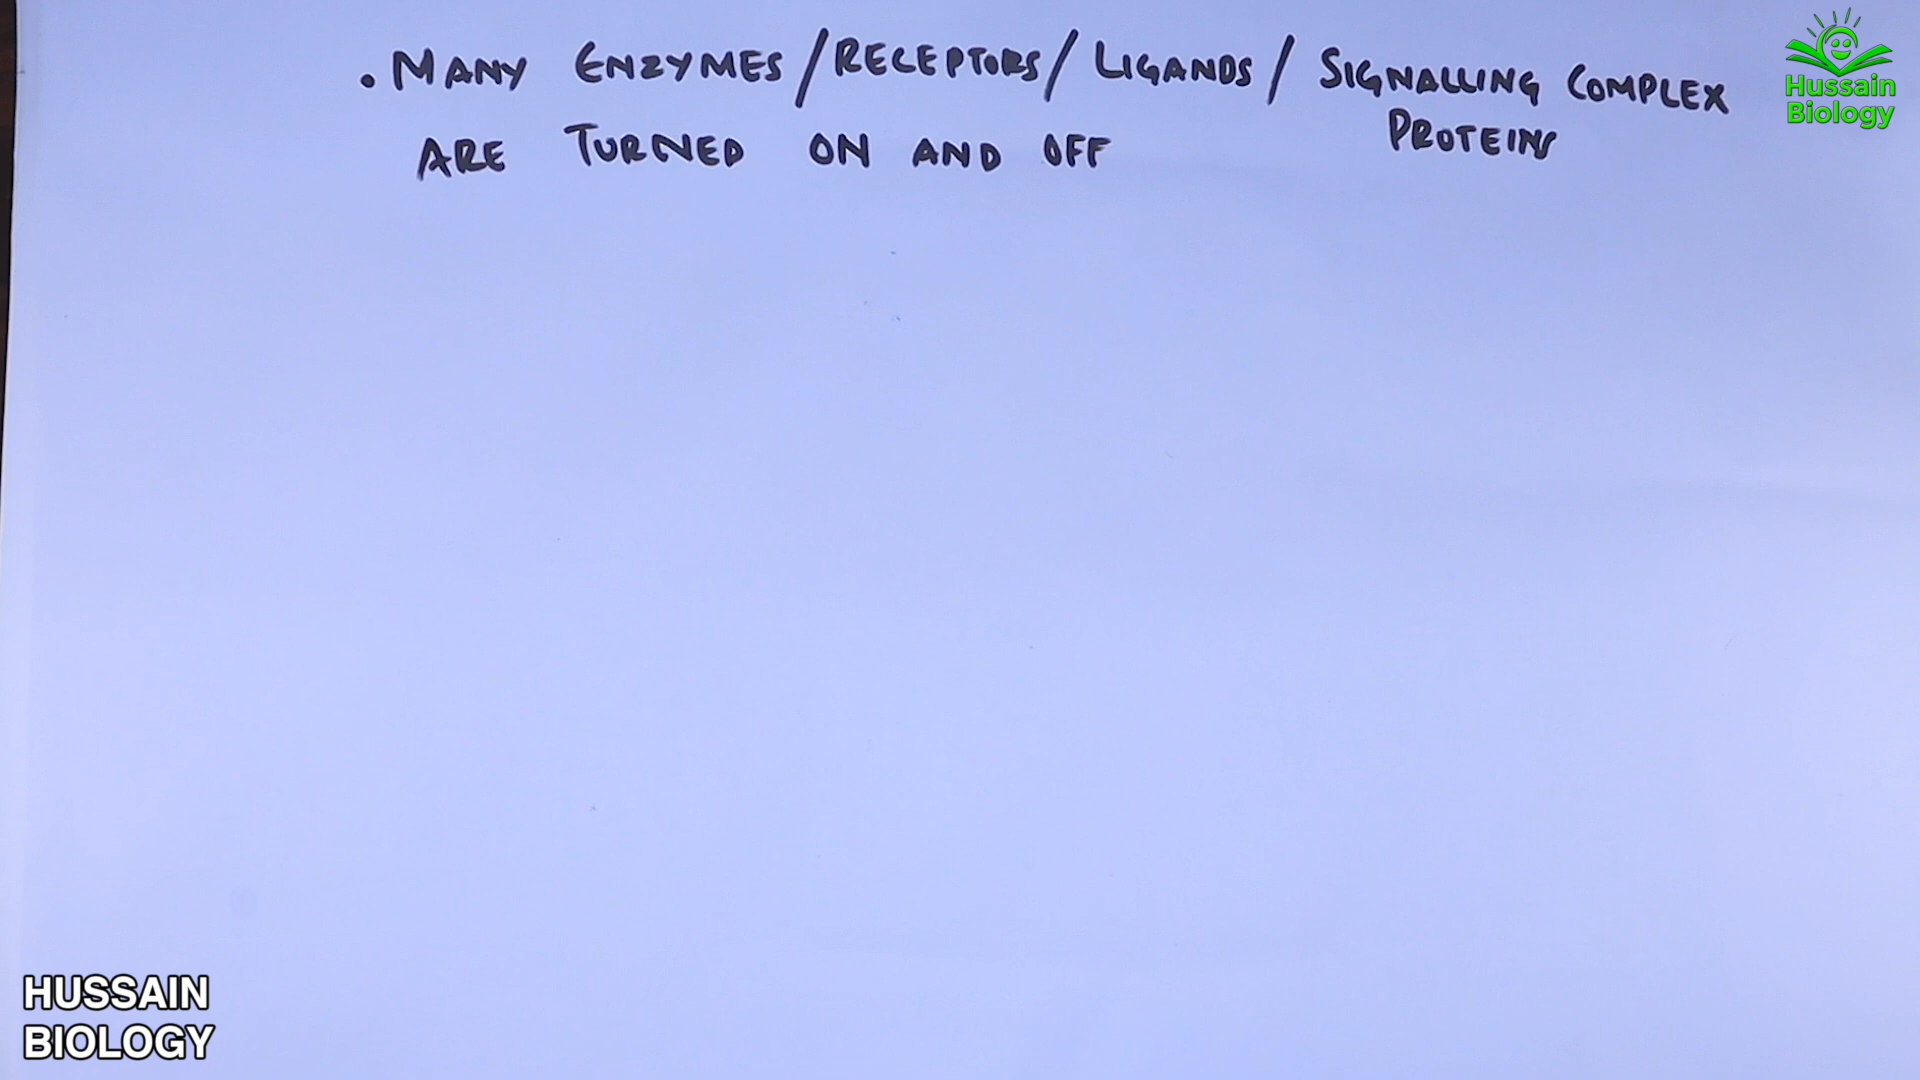 . MANY ENZYMES / RECEPTORS / LIGANDS / SIGNALLING COMPLEX
PROTEINS
ARE TURNED ON AND OFF
Hussain
Biology
HUSSAIN
BIOLOGY